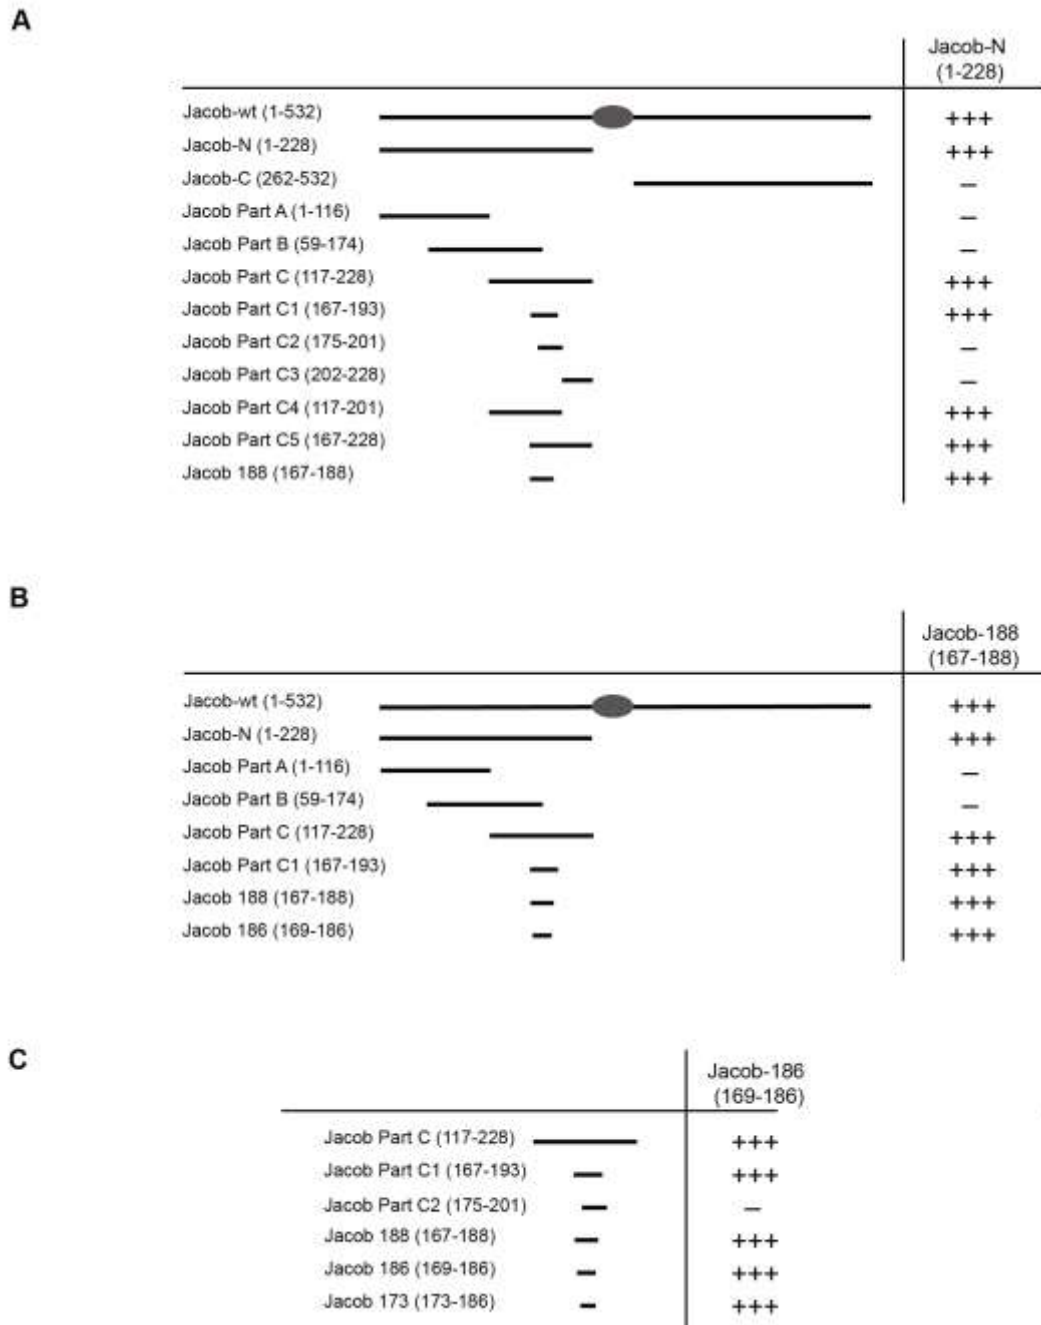 A
Jacob-N
(1-228)
Jacob-wt (1-532) +++
Jacob-N (1-228) +++
Jacob-C (262-532) –
Jacob Part A (1-116) –
Jacob Part B (59-174) –
Jacob Part C (117-228) +++
Jacob Part C1 (167-193) +++
Jacob Part C2 (175-201) –
Jacob Part C3 (202-228) –
Jacob Part C4 (117-201) +++
Jacob Part C5 (167-228) +++
Jacob 188 (167-188) +++
B
Jacob-188
(167-188)
Jacob-wt (1-532) +++
Jacob-N (1-228) +++
Jacob Part A (1-116) –
Jacob Part B (59-174) –
Jacob Part C (117-228) +++
Jacob Part C1 (167-193) +++
Jacob 188 (167-188) +++
Jacob 186 (169-186) +++
C
Jacob-186
(169-186)
Jacob Part C (117-228) +++
Jacob Part C1 (167-193) +++
Jacob Part C2 (175-201) –
Jacob 188 (167-188) +++
Jacob 186 (169-186) +++
Jacob 173 (173-186) +++